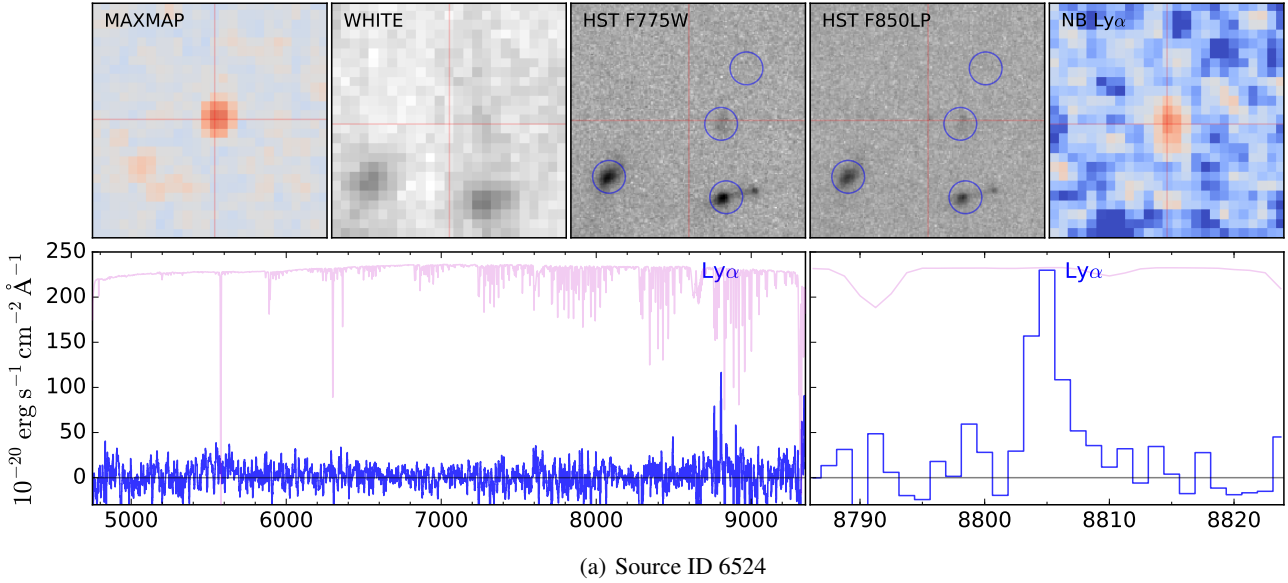 MAXMAP
WHITE
HST F775W
HST F850LP
NB Lyα
250
200
150
100
50
0
10⁻²⁰ erg s⁻¹ cm⁻² Å⁻¹
Lyα
Lyα
5000 6000 7000 8000 9000
8790 8800 8810 8820
(a) Source ID 6524